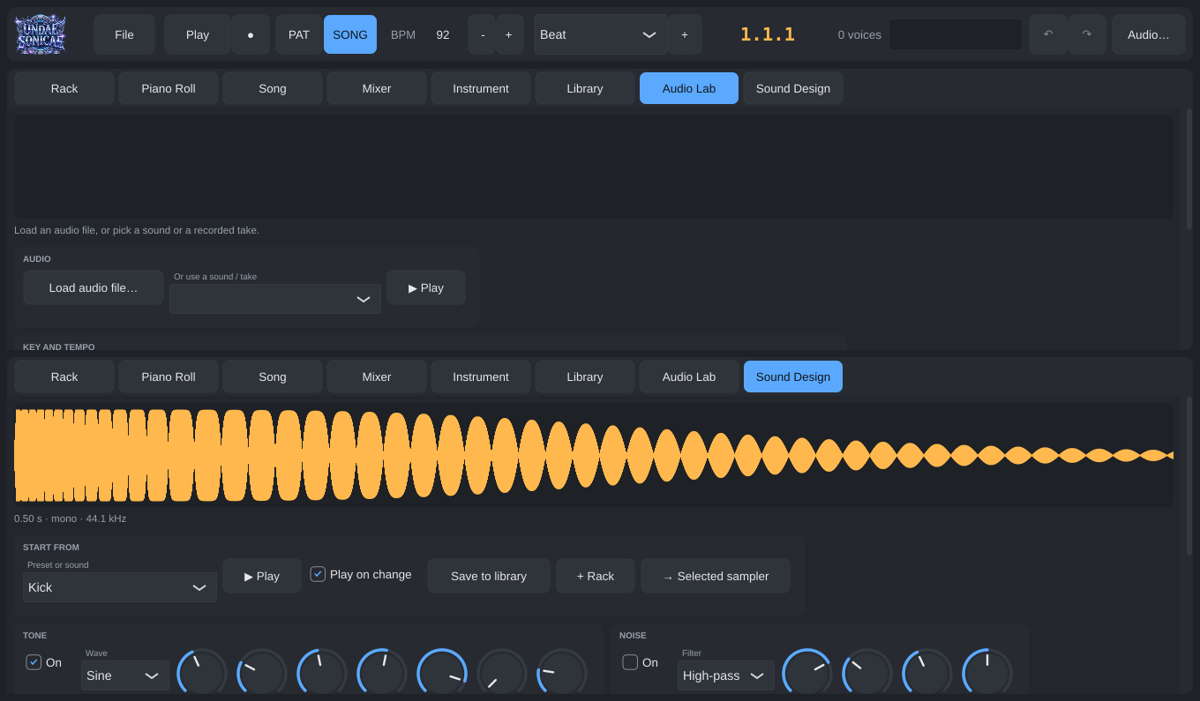 UNDAE SONICAE
File Play ● PAT SONG BPM 92 - + Beat + 1.1.1 0 voices ↶ ↷ Audio…
Rack Piano Roll Song Mixer Instrument Library Audio Lab Sound Design
Load an audio file, or pick a sound or a recorded take.
AUDIO
Or use a sound / take
Load audio file… ▶ Play
KEY AND TEMPO
Rack Piano Roll Song Mixer Instrument Library Audio Lab Sound Design
0.50 s · mono · 44.1 kHz
START FROM
Preset or sound
Kick ▶ Play Play on change Save to library + Rack → Selected sampler
TONE NOISE
Wave Filter
On Sine On High-pass